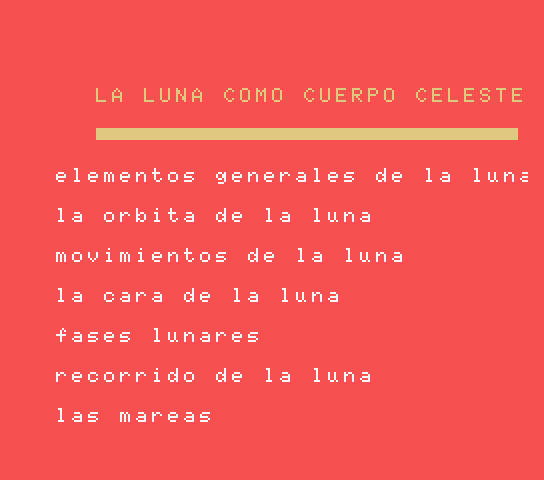 LA LUNA COMO CUERPO CELESTE
elementos generales de la luna
la orbita de la luna
movimientos de la luna
la cara de la luna
fases lunares
recorrido de la luna
las mareas